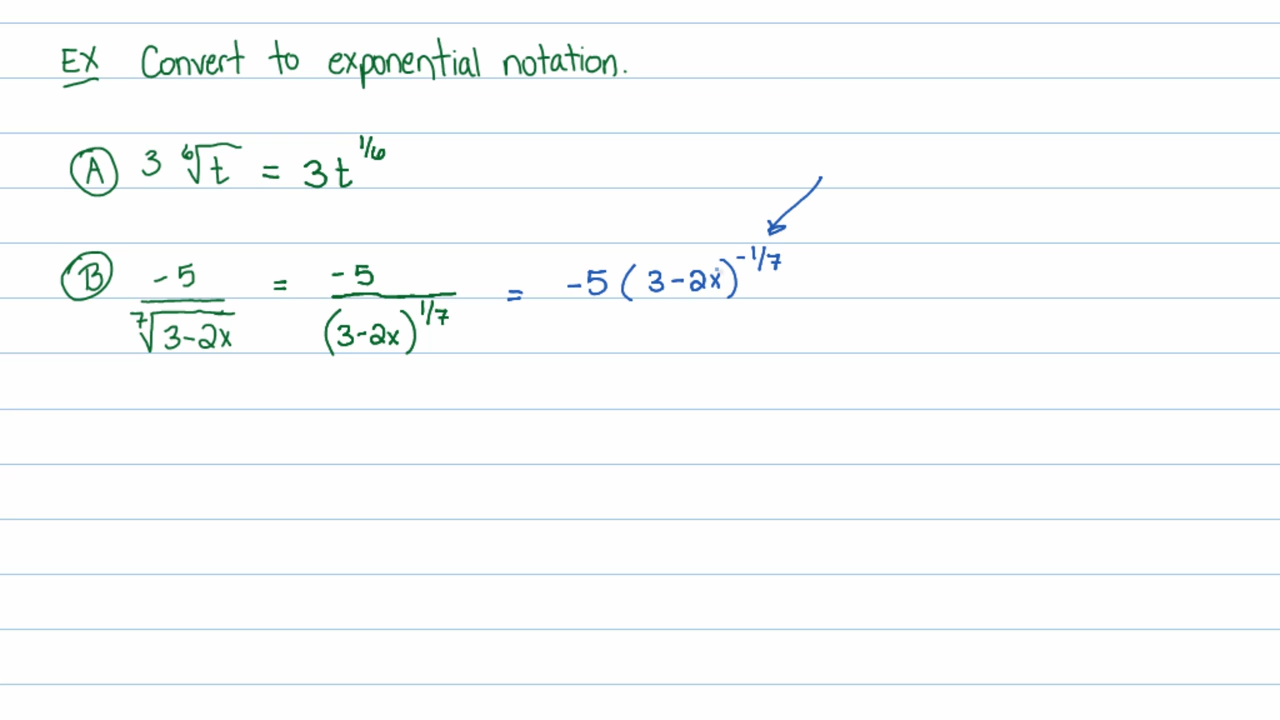 EX Convert to exponential notation.
A 3 ⁶√t = 3t^1/6
B -5 / ⁷√3-2x = -5 / (3-2x)^1/7 = -5(3-2x)^-1/7